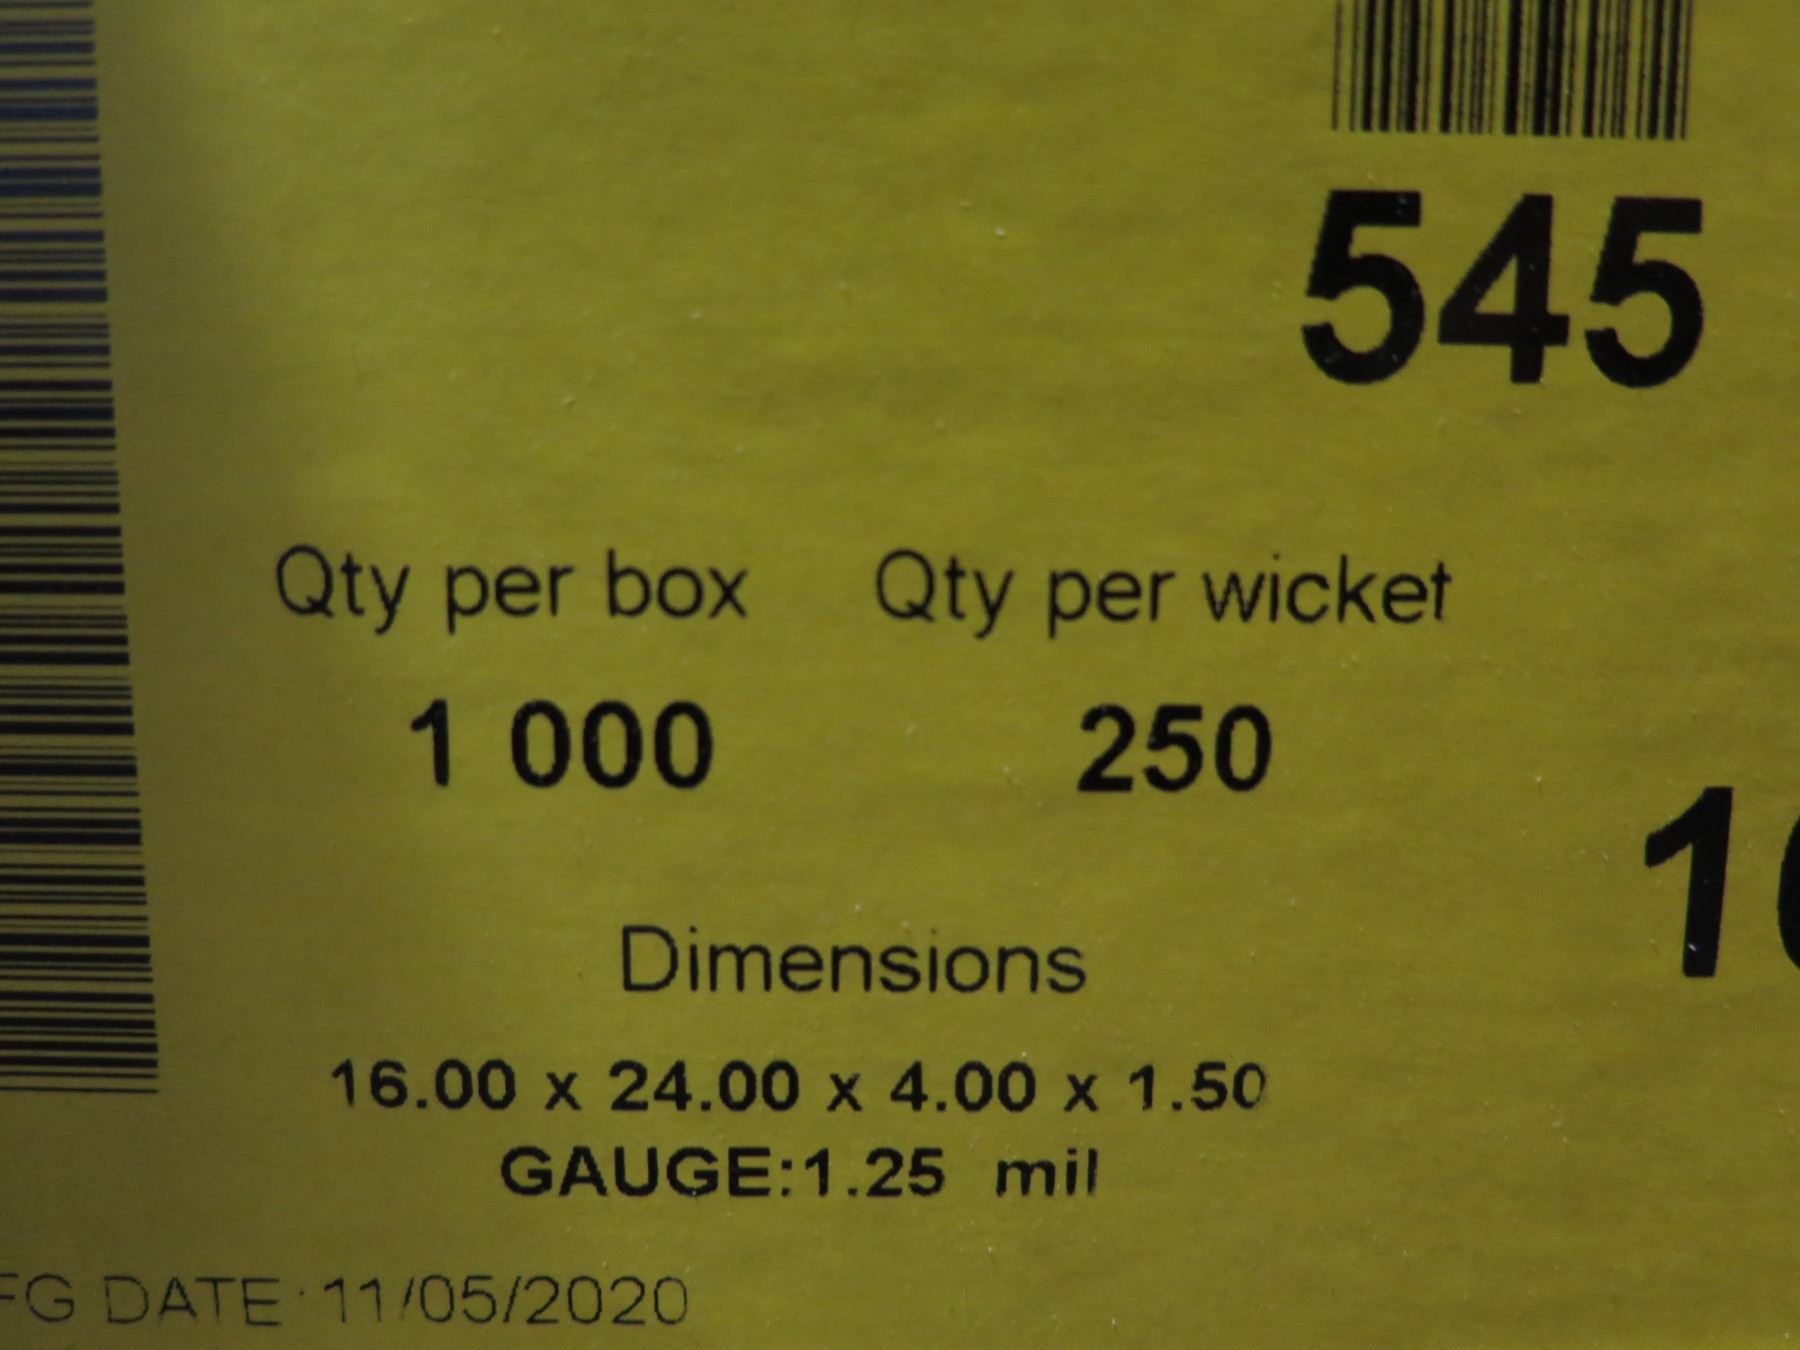 545
Qty per box Qty per wicket
1 000 250
Dimensions
16.00 x 24.00 x 4.00 x 1.50
GAUGE:1.25 mil
FG DATE: 11/05/2020